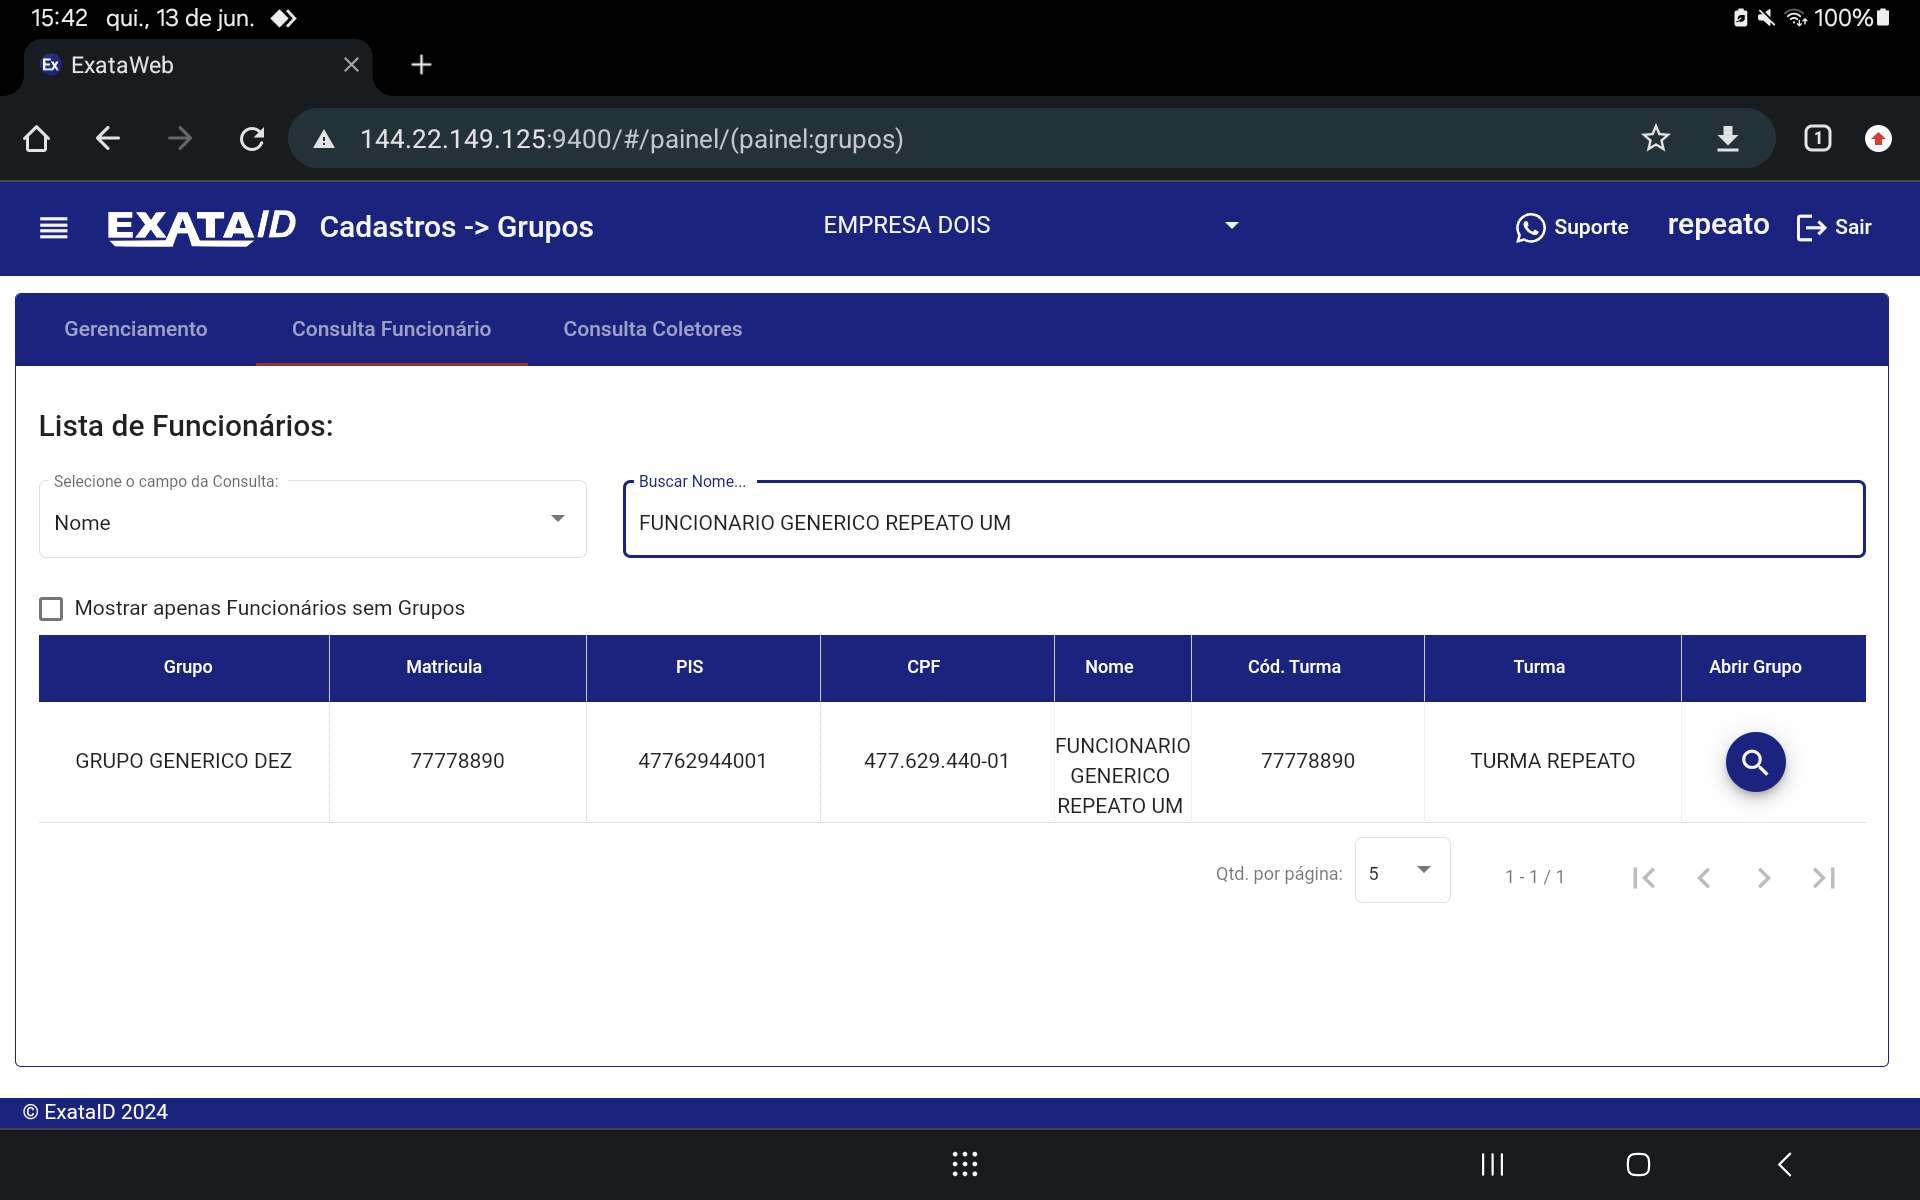 15:42 qui., 13 de jun. 100%
Ex ExataWeb
144.22.149.125:9400/#/painel/(painel:grupos) 1
EXATAID Cadastros -> Grupos EMPRESA DOIS Suporte repeato Sair
Gerenciamento Consulta Funcionário Consulta Coletores
Lista de Funcionários:
Selecione o campo da Consulta: Buscar Nome...
Nome FUNCIONARIO GENERICO REPEATO UM
Mostrar apenas Funcionários sem Grupos
Grupo Matricula PIS CPF Nome Cód. Turma Turma Abrir Grupo
GRUPO GENERICO DEZ 77778890 47762944001 477.629.440-01 FUNCIONARIO GENERICO REPEATO UM 77778890 TURMA REPEATO
Qtd. por página: 5 1 - 1 / 1
© ExataID 2024